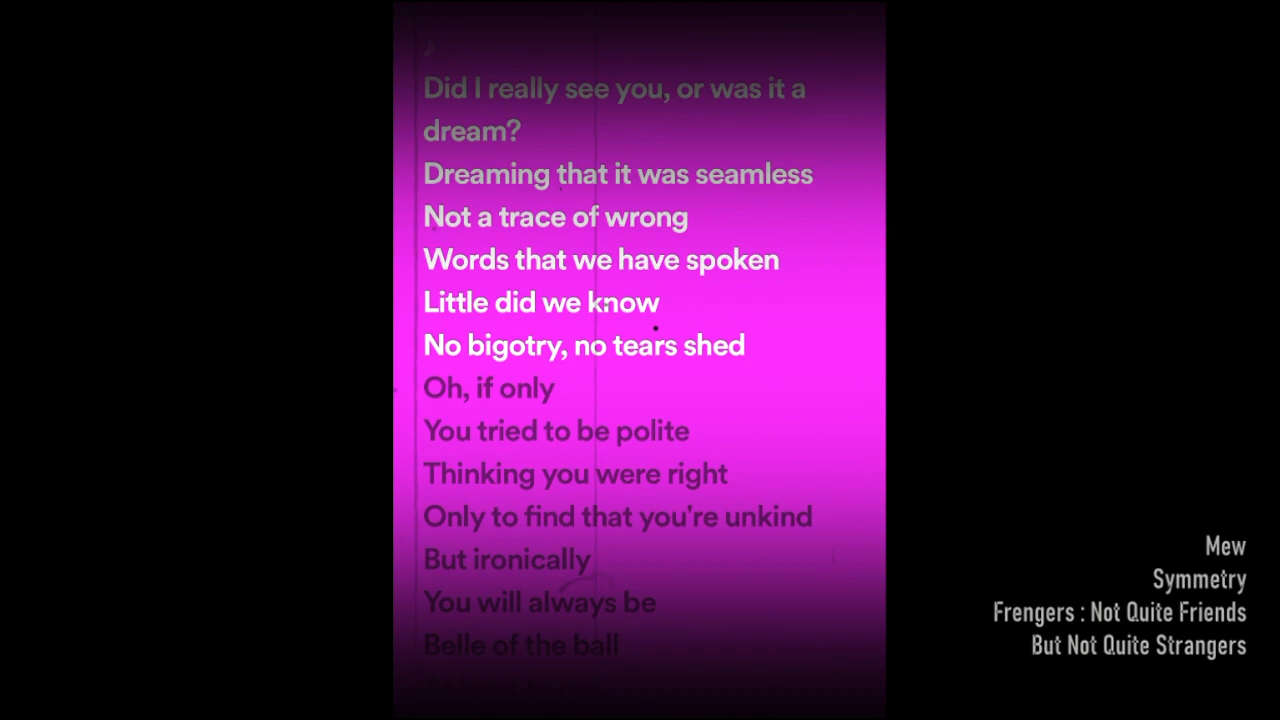 ♪
Did I really see you, or was it a
dream?
Dreaming that it was seamless
Not a trace of wrong
Words that we have spoken
Little did we know
No bigotry, no tears shed
Oh, if only
You tried to be polite
Thinking you were right
Only to find that you're unkind
But ironically
You will always be
Belle of the ball
Mew
Symmetry
Frengers : Not Quite Friends
But Not Quite Strangers